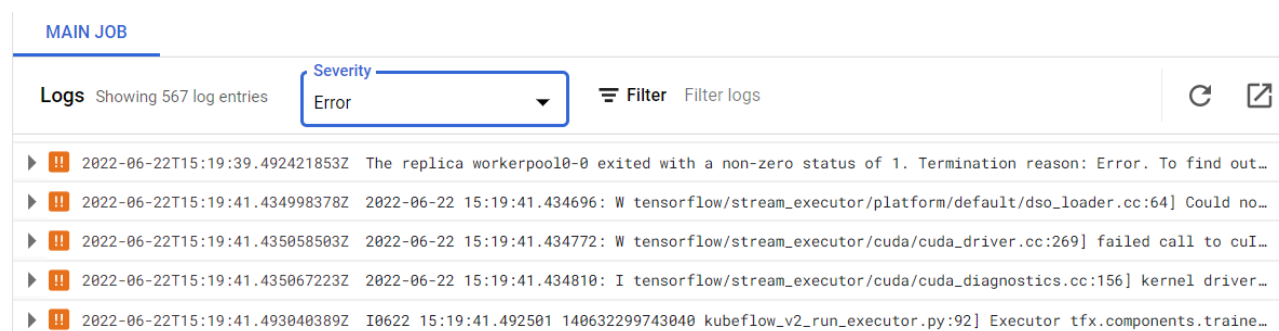 MAIN JOB
Severity
Logs Showing 567 log entries Error Filter Filter logs
!! 2022-06-22T15:19:39.492421853Z The replica workerpool0-0 exited with a non-zero status of 1. Termination reason: Error. To find out…
!! 2022-06-22T15:19:41.434998378Z 2022-06-22 15:19:41.434696: W tensorflow/stream_executor/platform/default/dso_loader.cc:64] Could no…
!! 2022-06-22T15:19:41.435058503Z 2022-06-22 15:19:41.434772: W tensorflow/stream_executor/cuda/cuda_driver.cc:269] failed call to cuI…
!! 2022-06-22T15:19:41.435067223Z 2022-06-22 15:19:41.434810: I tensorflow/stream_executor/cuda/cuda_diagnostics.cc:156] kernel driver…
!! 2022-06-22T15:19:41.493040389Z I0622 15:19:41.492501 140632299743040 kubeflow_v2_run_executor.py:92] Executor tfx.components.traine…